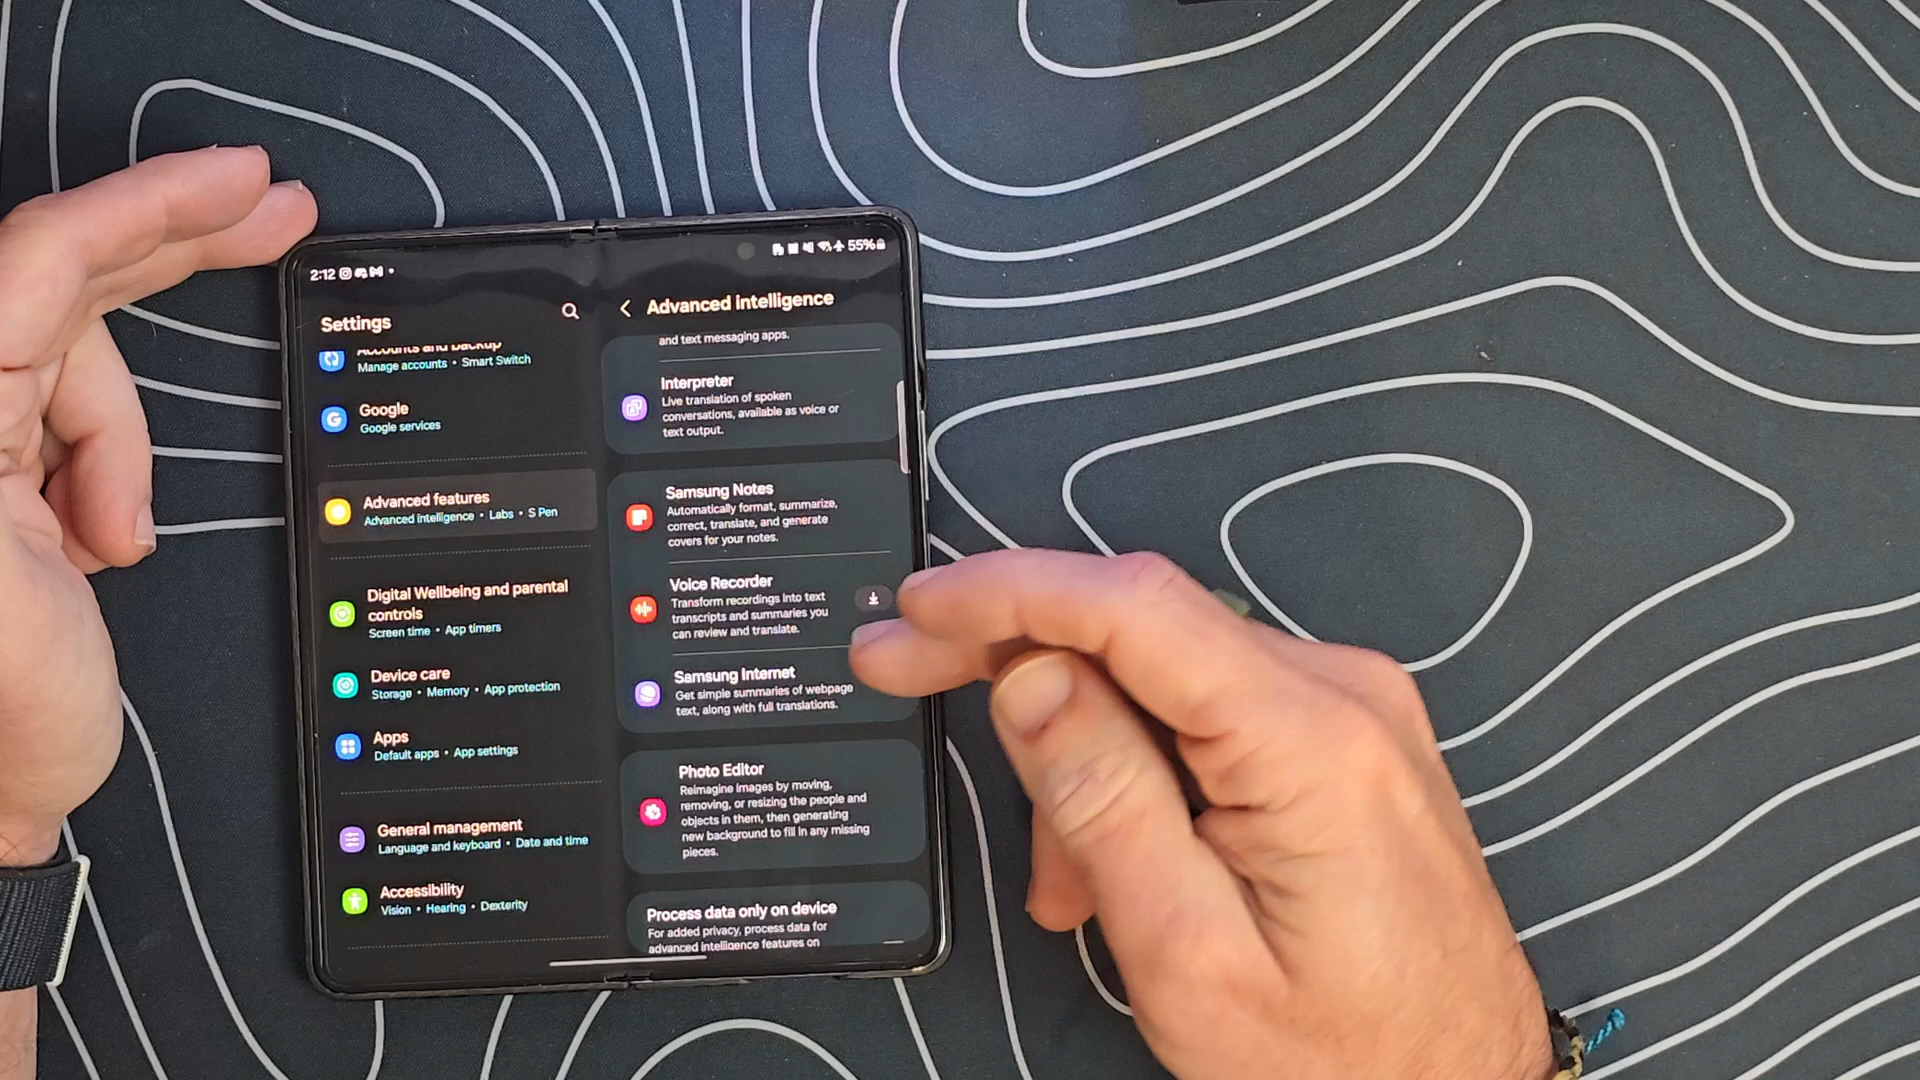 2:12
55%
Settings
Accounts and backup
Manage accounts • Smart Switch
Google
Google services
Advanced features
Advanced intelligence • Labs • S Pen
Digital Wellbeing and parental
controls
Screen time • App timers
Device care
Storage • Memory • App protection
Apps
Default apps • App settings
General management
Language and keyboard • Date and time
Accessibility
Vision • Hearing • Dexterity
Advanced intelligence
and text messaging apps.
Interpreter
Live translation of spoken
conversations, available as voice or
text output.
Samsung Notes
Automatically format, summarize,
correct, translate, and generate
covers for your notes.
Voice Recorder
Transform recordings into text
transcripts and summaries you
can review and translate.
Samsung Internet
Get simple summaries of webpage
text, along with full translations.
Photo Editor
Reimagine images by moving,
removing, or resizing the people and
objects in them, then generating
new background to fill in any missing
pieces.
Process data only on device
For added privacy, process data for
advanced intelligence features on